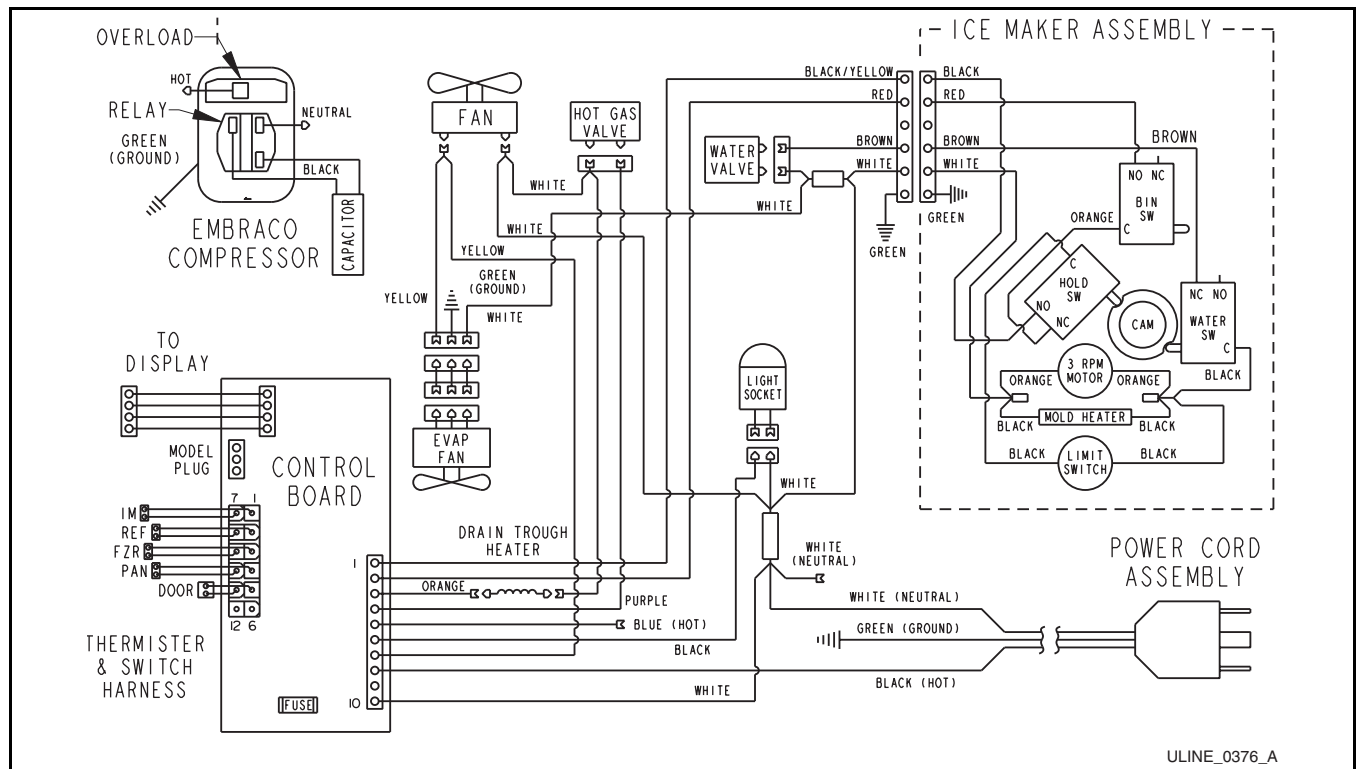 OVERLOAD
HOT
RELAY
NEUTRAL
GREEN
(GROUND)
BLACK
CAPACITOR
EMBRACO
COMPRESSOR
FAN
HOT GAS
VALVE
WHITE
WHITE
YELLOW
GREEN
(GROUND)
YELLOW
WHITE
EVAP
FAN
WATER
VALVE
WHITE
BLACK/YELLOW
RED
BROWN
WHITE
GREEN
ICE MAKER ASSEMBLY
BLACK
RED
BROWN
WHITE
GREEN
BROWN
NO NC
BIN
SW
C
ORANGE
C
HOLD
SW
NO
NC
CAM
NC NO
WATER
SW
C
BLACK
3 RPM
MOTOR
ORANGE
ORANGE
MOLD HEATER
BLACK
BLACK
BLACK
LIMIT
SWITCH
BLACK
LIGHT
SOCKET
WHITE
TO
DISPLAY
MODEL
PLUG
CONTROL
BOARD
7 1
IM
REF
FZR
PAN
DOOR
12 6
THERMISTER
& SWITCH
HARNESS
FUSE
1
10
DRAIN TROUGH
HEATER
ORANGE
PURPLE
BLUE (HOT)
BLACK
WHITE
WHITE
(NEUTRAL)
WHITE (NEUTRAL)
GREEN (GROUND)
BLACK (HOT)
POWER CORD
ASSEMBLY
ULINE_0376_A